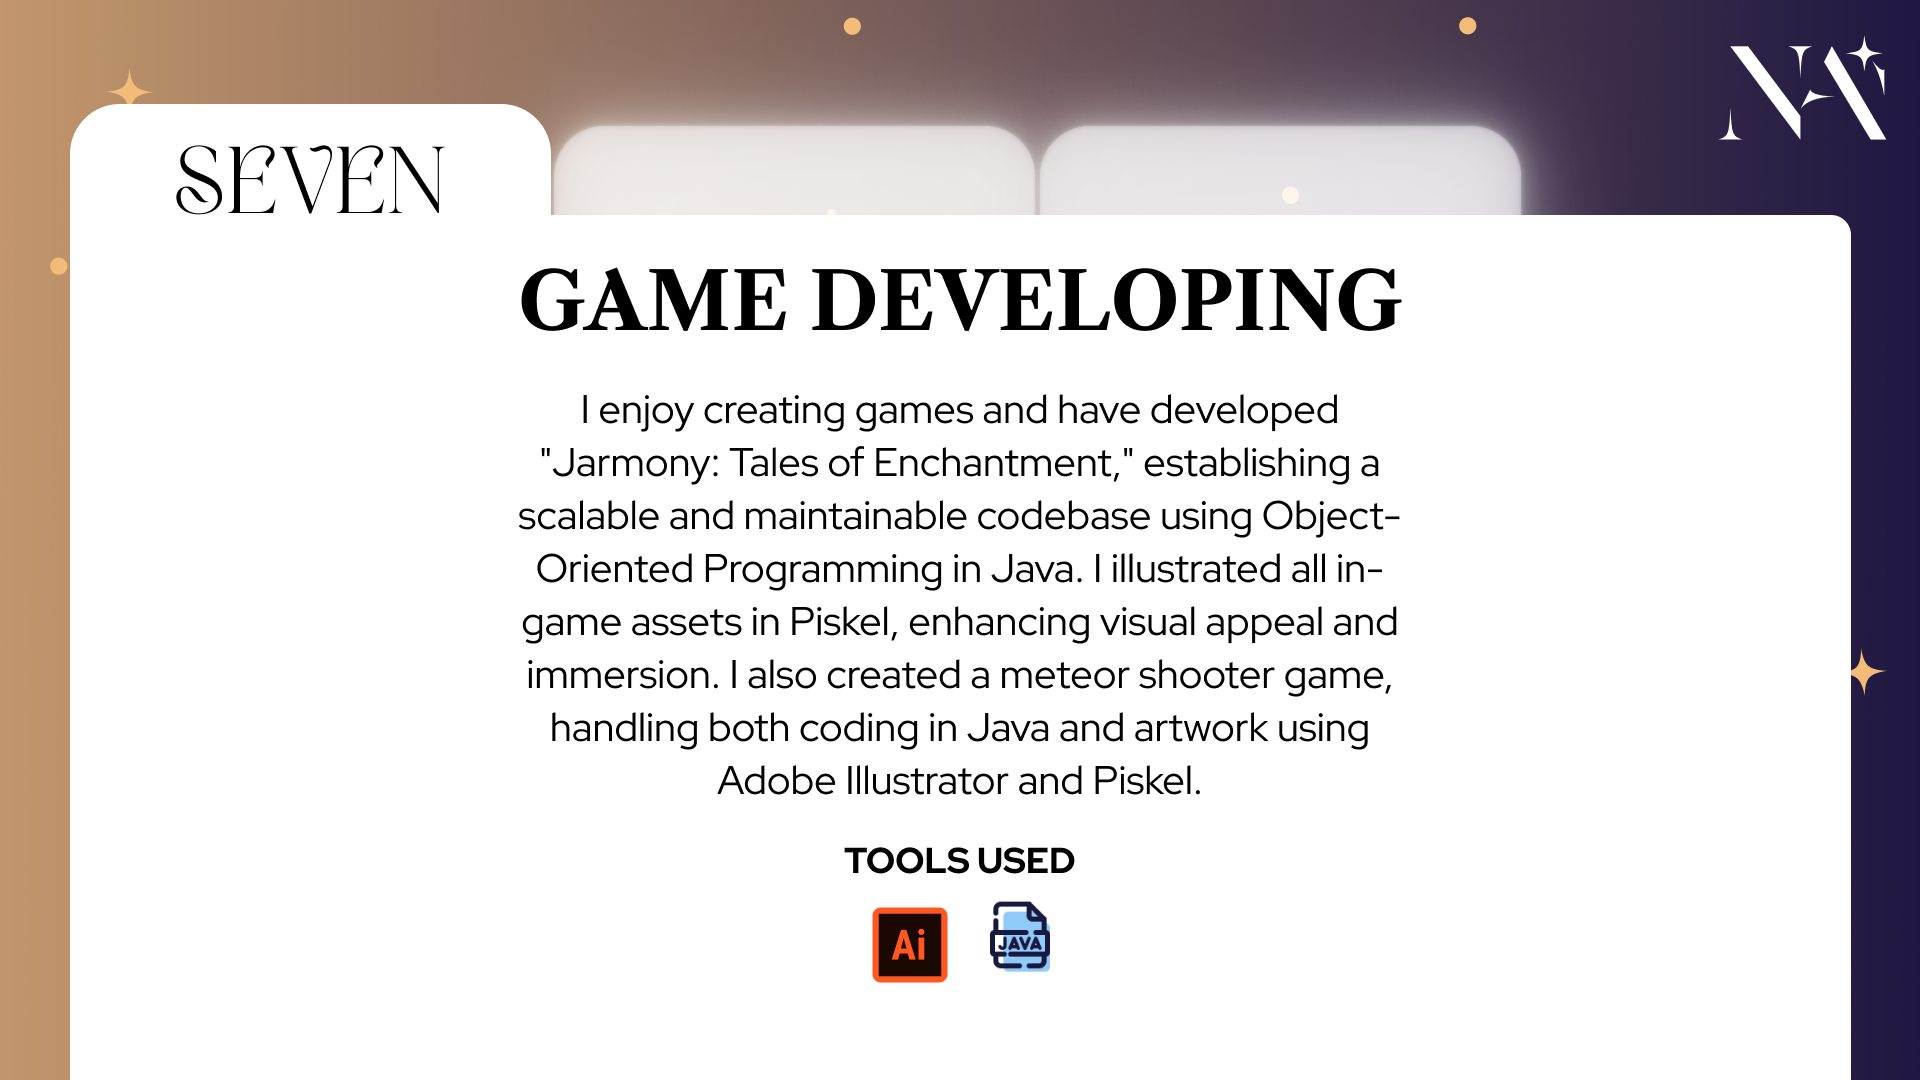 SEVEN
NA
GAME DEVELOPING
I enjoy creating games and have developed
"Jarmony: Tales of Enchantment," establishing a
scalable and maintainable codebase using Object-
Oriented Programming in Java. I illustrated all in-
game assets in Piskel, enhancing visual appeal and
immersion. I also created a meteor shooter game,
handling both coding in Java and artwork using
Adobe Illustrator and Piskel.
TOOLS USED
Ai
JAVA